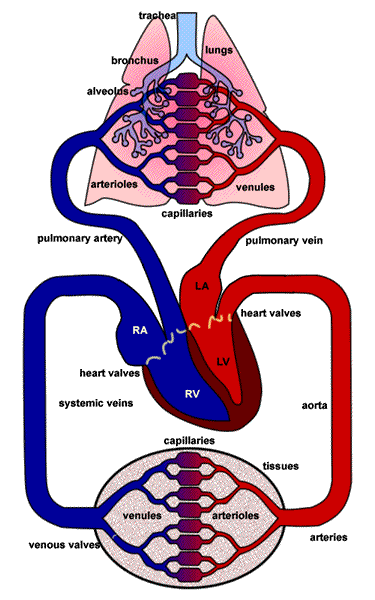 trachea
lungs
bronchus
alveolus
arterioles
venules
capillaries
pulmonary artery
pulmonary vein
LA
RA
heart valves
LV
heart valves
RV
systemic veins
aorta
capillaries
tissues
venules
arterioles
venous valves
arteries